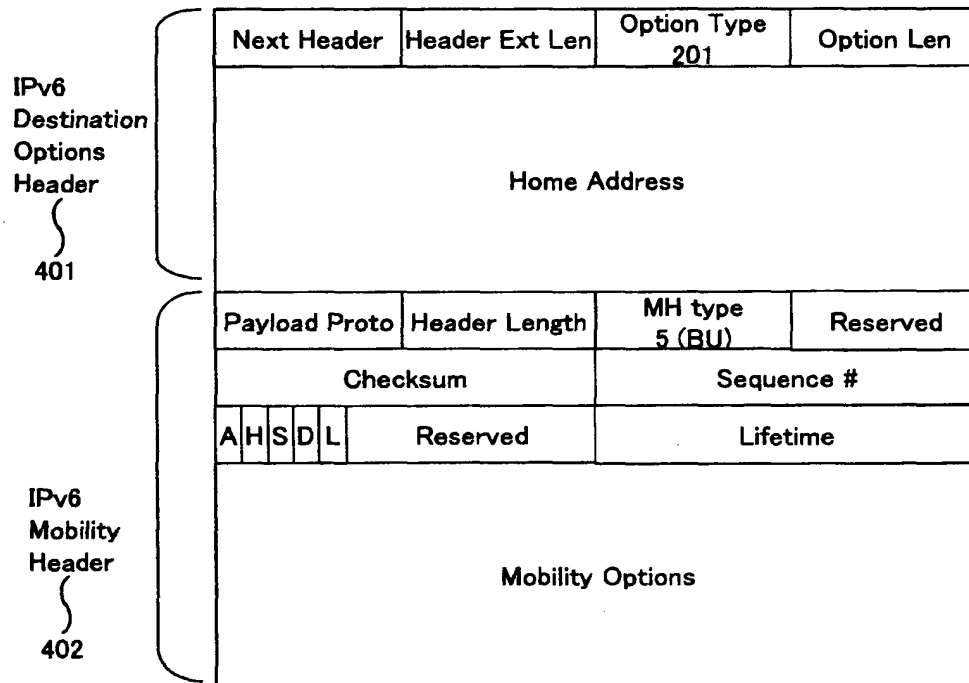 Next Header Header Ext Len Option Type 201 Option Len
IPv6
Destination
Options
Header
401
Home Address
Payload Proto Header Length MH type 5 (BU) Reserved
Checksum Sequence #
A H S D L Reserved Lifetime
IPv6
Mobility
Header
402
Mobility Options